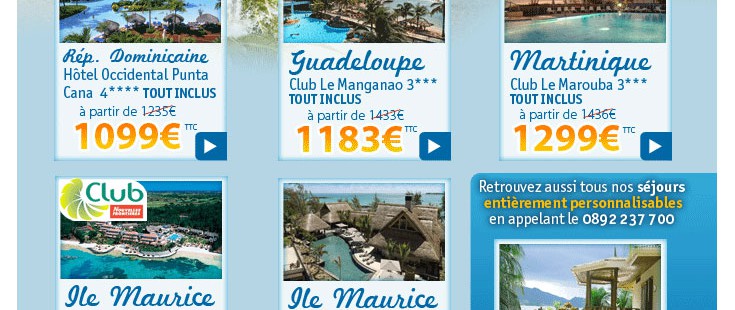 Rép. Dominicaine
Hôtel Occidental Punta
Cana 4**** TOUT INCLUS
à partir de 1235€
1099€ TTC
Guadeloupe
Club Le Manganao 3***
TOUT INCLUS
à partir de 1433€
1183€ TTC
Martinique
Club Le Marouba 3***
TOUT INCLUS
à partir de 1436€
1299€ TTC
Club
NOUVELLES
FRONTIÈRES
Ile Maurice
Ile Maurice
Retrouvez aussi tous nos séjours
entièrement personnalisables
en appelant le 0892 237 700